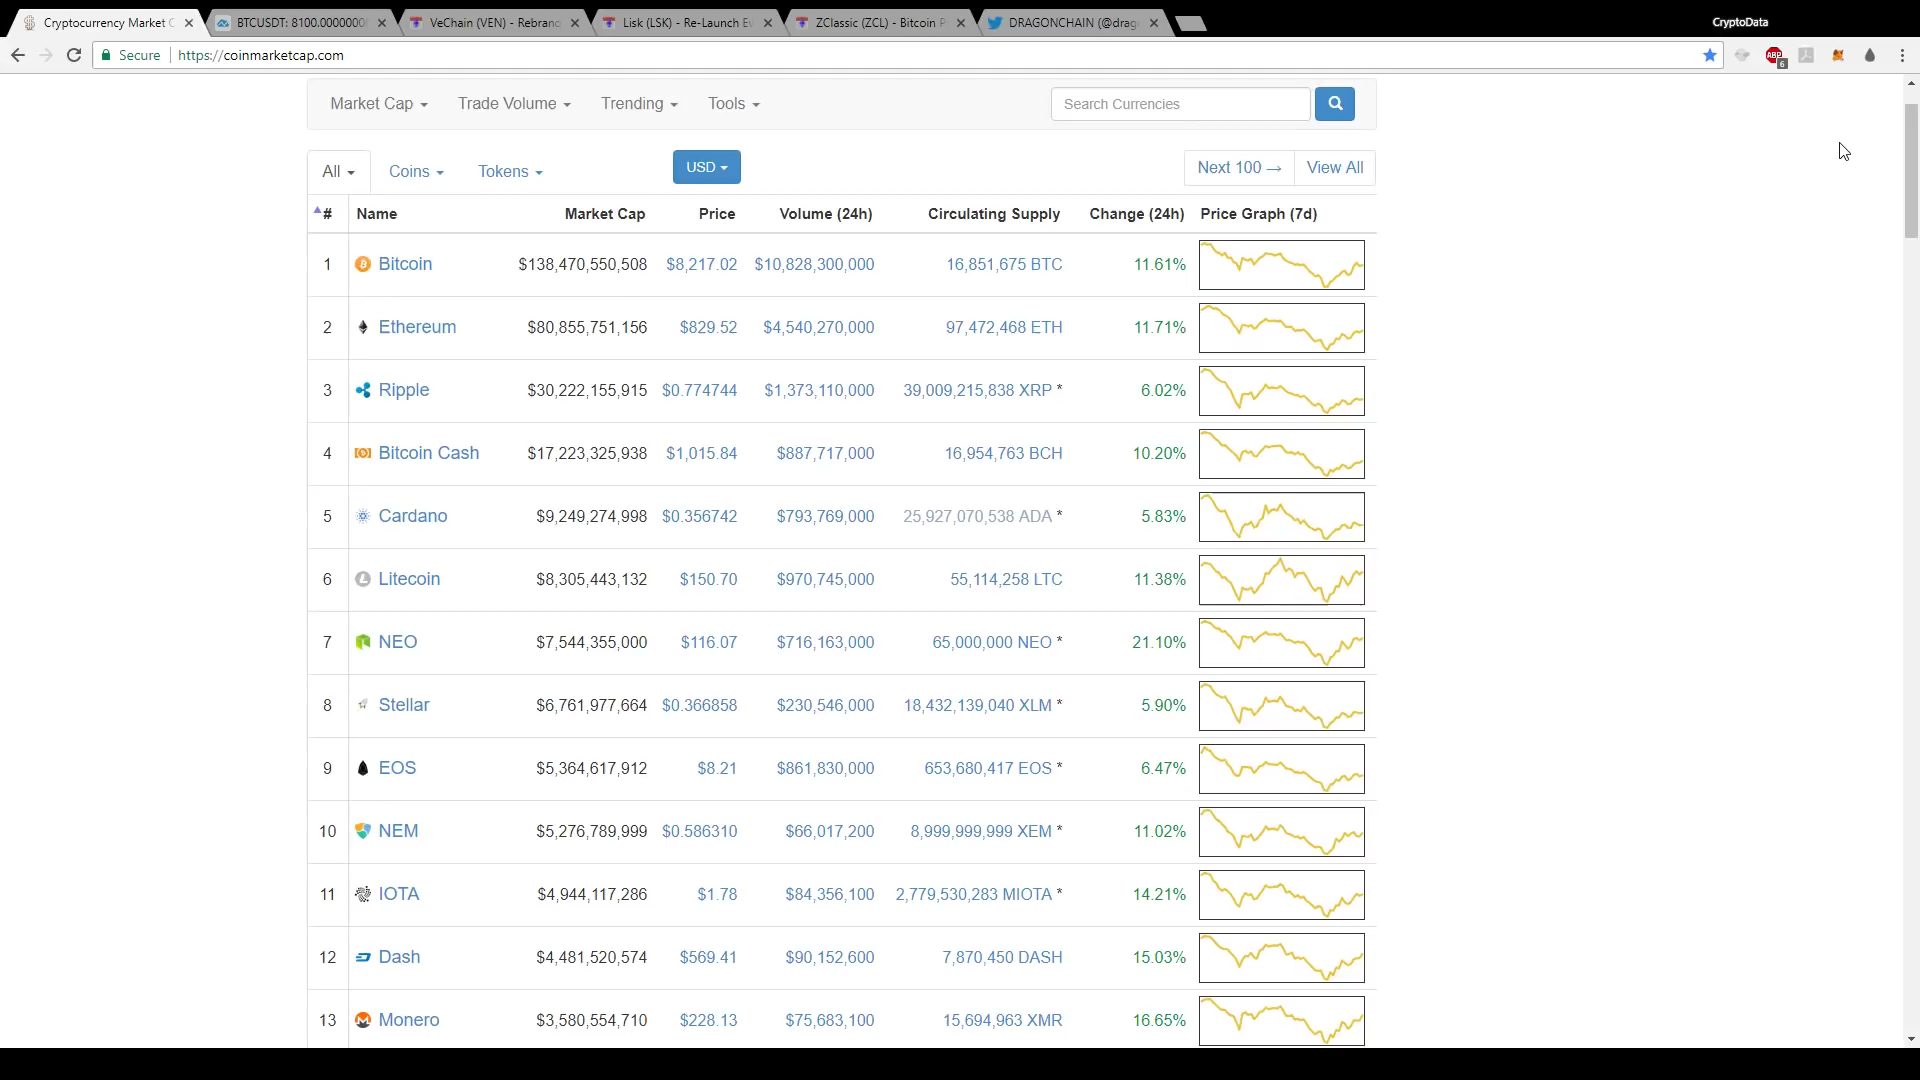 Cryptocurrency Market C
BTCUSDT: 8100.0000000
VeChain (VEN) - Rebran
Lisk (LSK) - Re-Launch Ev
ZClassic (ZCL) - Bitcoin P
DRAGONCHAIN (@drag
CryptoData
Secure https://coinmarketcap.com
ABP 6
Market Cap Trade Volume Trending Tools Search Currencies
All Coins Tokens USD Next 100 → View All
# Name Market Cap Price Volume (24h) Circulating Supply Change (24h) Price Graph (7d)
1 Bitcoin $138,470,550,508 $8,217.02 $10,828,300,000 16,851,675 BTC 11.61%
2 Ethereum $80,855,751,156 $829.52 $4,540,270,000 97,472,468 ETH 11.71%
3 Ripple $30,222,155,915 $0.774744 $1,373,110,000 39,009,215,838 XRP * 6.02%
4 Bitcoin Cash $17,223,325,938 $1,015.84 $887,717,000 16,954,763 BCH 10.20%
5 Cardano $9,249,274,998 $0.356742 $793,769,000 25,927,070,538 ADA * 5.83%
6 Litecoin $8,305,443,132 $150.70 $970,745,000 55,114,258 LTC 11.38%
7 NEO $7,544,355,000 $116.07 $716,163,000 65,000,000 NEO * 21.10%
8 Stellar $6,761,977,664 $0.366858 $230,546,000 18,432,139,040 XLM * 5.90%
9 EOS $5,364,617,912 $8.21 $861,830,000 653,680,417 EOS * 6.47%
10 NEM $5,276,789,999 $0.586310 $66,017,200 8,999,999,999 XEM * 11.02%
11 IOTA $4,944,117,286 $1.78 $84,356,100 2,779,530,283 MIOTA * 14.21%
12 Dash $4,481,520,574 $569.41 $90,152,600 7,870,450 DASH 15.03%
13 Monero $3,580,554,710 $228.13 $75,683,100 15,694,963 XMR 16.65%